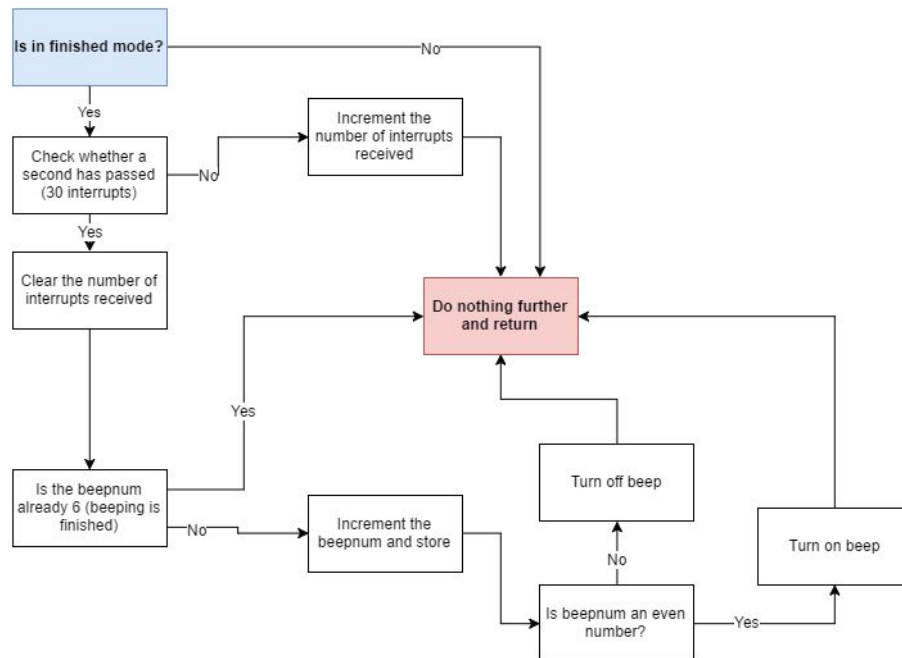 Is in finished mode?
No
Yes
Check whether a
second has passed
(30 interrupts)
No
Increment the
number of interrupts
received
Yes
Clear the number of
interrupts received
Do nothing further
and return
Yes
Is the beepnum
already 6 (beeping is
finished)
No
Increment the
beepnum and store
Turn off beep
No
Is beepnum an even
number?
Yes
Turn on beep